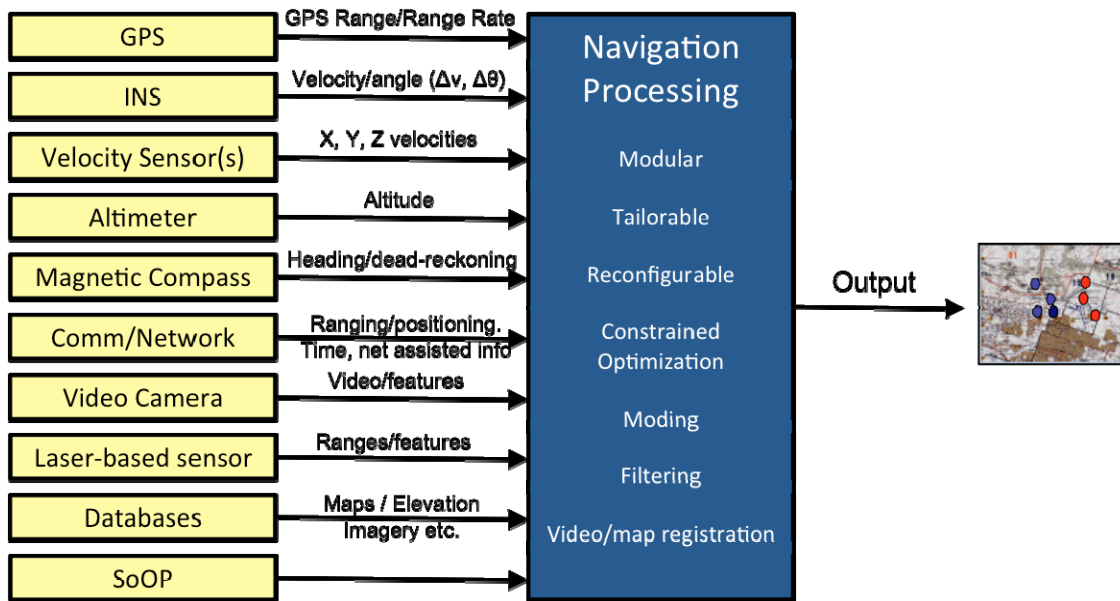 GPS
GPS Range/Range Rate
INS
Velocity/angle (Δv, Δθ)
Velocity Sensor(s)
X, Y, Z velocities
Altimeter
Altitude
Magnetic Compass
Heading/dead-reckoning
Comm/Network
Ranging/positioning.
Time, net assisted info
Video Camera
Video/features
Laser-based sensor
Ranges/features
Databases
Maps / Elevation
Imagery etc.
SoOP
Navigation
Processing
Modular
Tailorable
Reconfigurable
Constrained
Optimization
Moding
Filtering
Video/map registration
Output